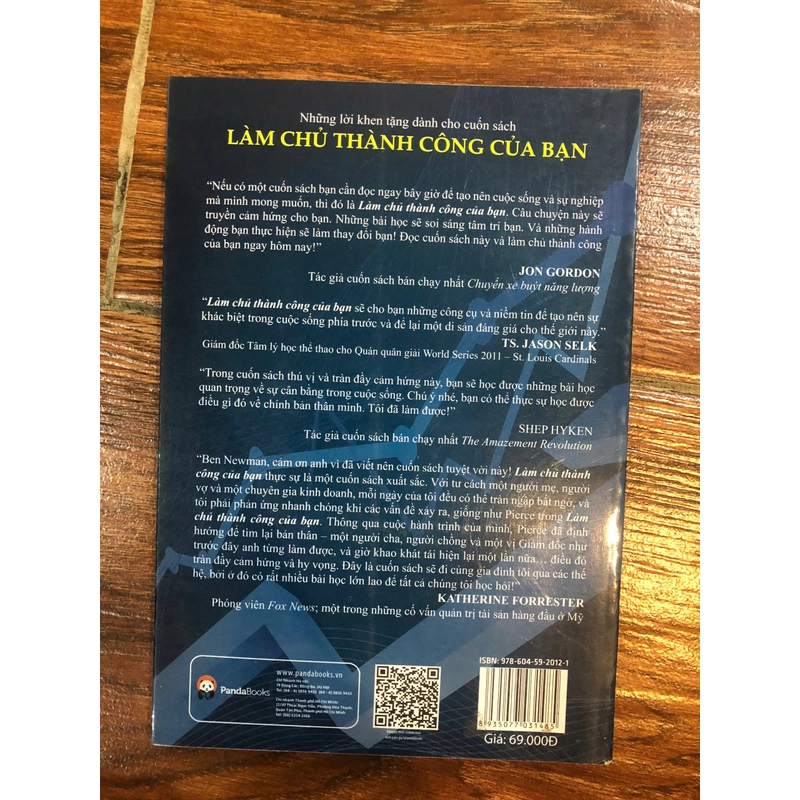 Những lời khen tặng dành cho cuốn sách
LÀM CHỦ THÀNH CÔNG CỦA BẠN
“Nếu có một cuốn sách bạn cần đọc ngay bây giờ để tạo nên cuộc sống và sự nghiệp
mà mình mong muốn, thì đó là Làm chủ thành công của bạn. Câu chuyện này sẽ
truyền cảm hứng cho bạn. Những bài học sẽ soi sáng tâm trí bạn. Và những hành
động bạn thực hiện sẽ làm thay đổi bạn! Đọc cuốn sách này và làm chủ thành công
của bạn ngay hôm nay!”
JON GORDON
Tác giả cuốn sách bán chạy nhất Chuyến xe buýt năng lượng
“Làm chủ thành công của bạn sẽ cho bạn những công cụ và niềm tin để tạo nên sự
khác biệt trong cuộc sống phía trước và để lại một di sản đáng giá cho thế giới này.”
TS. JASON SELK
Giám đốc Tâm lý học thể thao cho Quán quân giải World Series 2011 – St. Louis Cardinals
“Trong cuốn sách thú vị và tràn đầy cảm hứng này, bạn sẽ học được những bài học
quan trọng về sự cân bằng trong cuộc sống. Chú ý nhé, bạn có thể thực sự học được
điều gì đó về chính bản thân mình. Tôi đã làm được!”
SHEP HYKEN
Tác giả cuốn sách bán chạy nhất The Amazement Revolution
“Ben Newman, cảm ơn anh vì đã viết nên cuốn sách tuyệt vời này! Làm chủ thành
công của bạn thực sự là một cuốn sách xuất sắc. Với tư cách một người mẹ, người
vợ và một chuyên gia kinh doanh, mỗi ngày của tôi đều có thể tràn ngập bất ngờ, và
tôi phải phản ứng nhanh chóng khi các vấn đề xảy ra, giống như Pierce trong Làm
chủ thành công của bạn. Thông qua cuộc hành trình của mình, Pierce đã định
hướng để tìm lại bản thân – một người cha, người chồng và một vị Giám đốc như
trước đây anh từng làm được, và giờ khao khát tái hiện lại một lần nữa... điều đó
tràn đầy cảm hứng và hy vọng. Đây là cuốn sách sẽ đi cùng gia đình tôi qua các thế
hệ, bởi ở đó có rất nhiều bài học lớn lao để tất cả chúng tôi học hỏi!”
KATHERINE FORRESTER
Phóng viên Fox News; một trong những cố vấn quản trị tài sản hàng đầu ở Mỹ
PandaBooks
www.pandabooks.vn
Chi Nhánh Hà Nội
ISBN: 978-604-59-2012-1
8 935077 031485
Giá: 69.000Đ